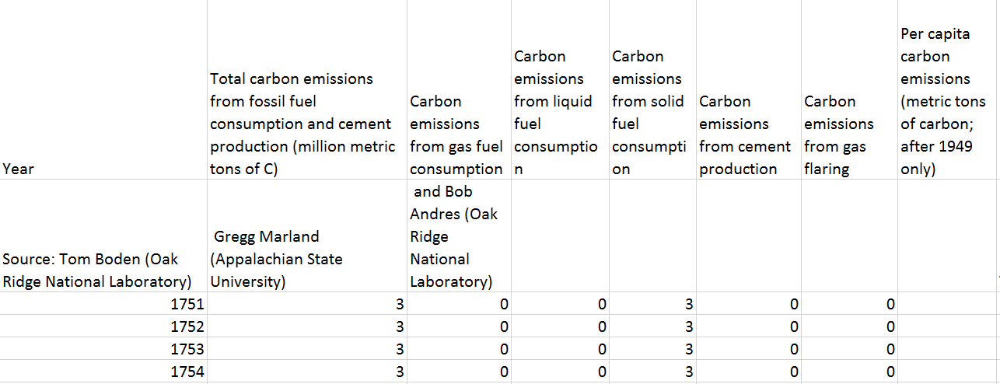 Year
Total carbon emissions
from fossil fuel
consumption and cement
production (million metric
tons of C)
Carbon
emissions
from gas fuel
consumption
Carbon
emissions
from liquid
fuel
consumptio
n
Carbon
emissions
from solid
fuel
consumpti
on
Carbon
emissions
from cement
production
Carbon
emissions
from gas
flaring
Per capita
carbon
emissions
(metric tons
of carbon;
after 1949
only)
Source: Tom Boden (Oak
Ridge National Laboratory)
Gregg Marland
(Appalachian State
University)
and Bob
Andres (Oak
Ridge
National
Laboratory)
1751 3 0 0 3 0 0
1752 3 0 0 3 0 0
1753 3 0 0 3 0 0
1754 3 0 0 3 0 0